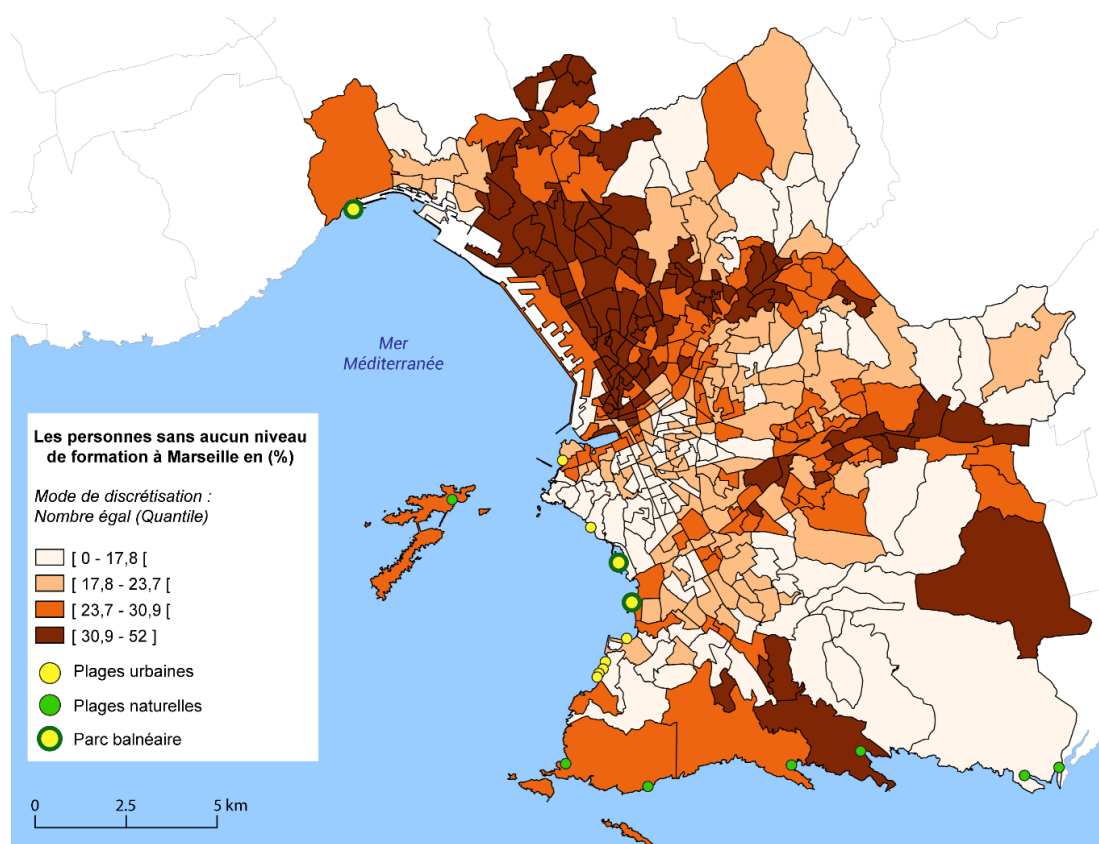 Mer
Méditerranée
Les personnes sans aucun niveau
de formation à Marseille en (%)
Mode de discrétisation :
Nombre égal (Quantile)
[ 0 - 17,8 [
[ 17,8 - 23,7 [
[ 23,7 - 30,9 [
[ 30,9 - 52 ]
Plages urbaines
Plages naturelles
Parc balnéaire
0 2.5 5 km